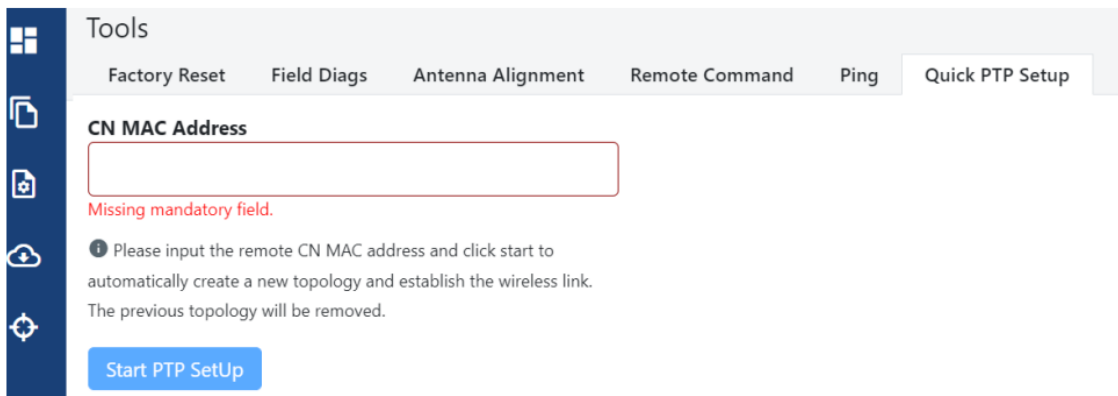 Tools
Factory Reset Field Diags Antenna Alignment Remote Command Ping Quick PTP Setup
CN MAC Address
Missing mandatory field.
Please input the remote CN MAC address and click start to
automatically create a new topology and establish the wireless link.
The previous topology will be removed.
Start PTP SetUp